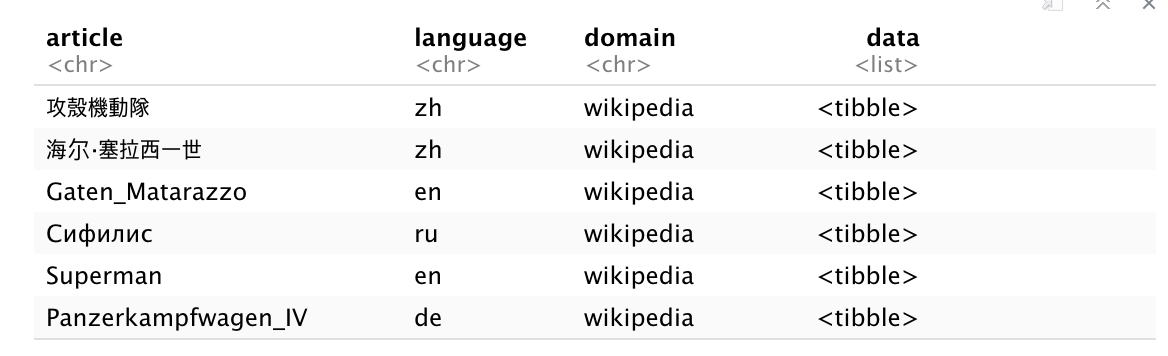 article language domain data
<chr> <chr> <chr> <list>
攻殼機動隊 zh wikipedia <tibble>
海尔·塞拉西一世 zh wikipedia <tibble>
Gaten_Matarazzo en wikipedia <tibble>
Сифилис ru wikipedia <tibble>
Superman en wikipedia <tibble>
Panzerkampfwagen_IV de wikipedia <tibble>